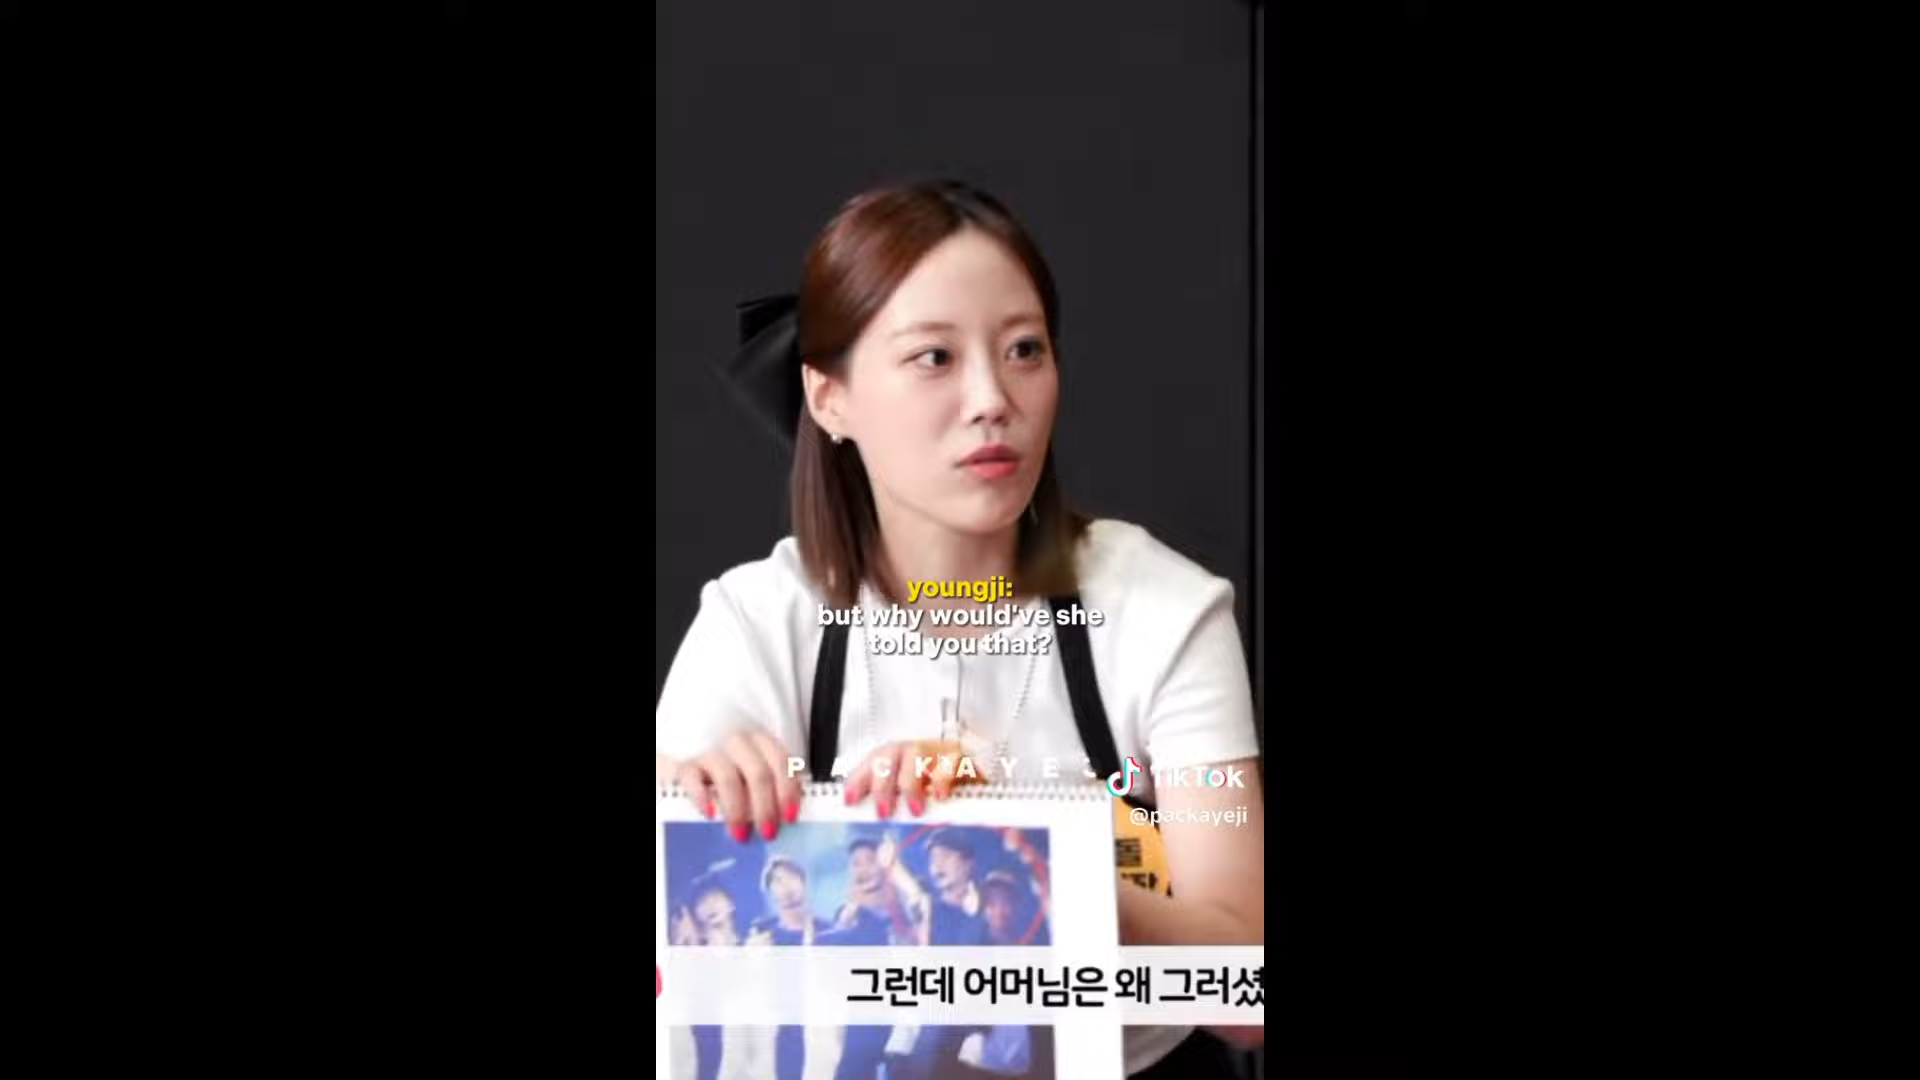 youngji:
but why would've she
told you that?
P A C K A Y E J
TikTok
@packayeji
그런데 어머님은 왜 그러셨